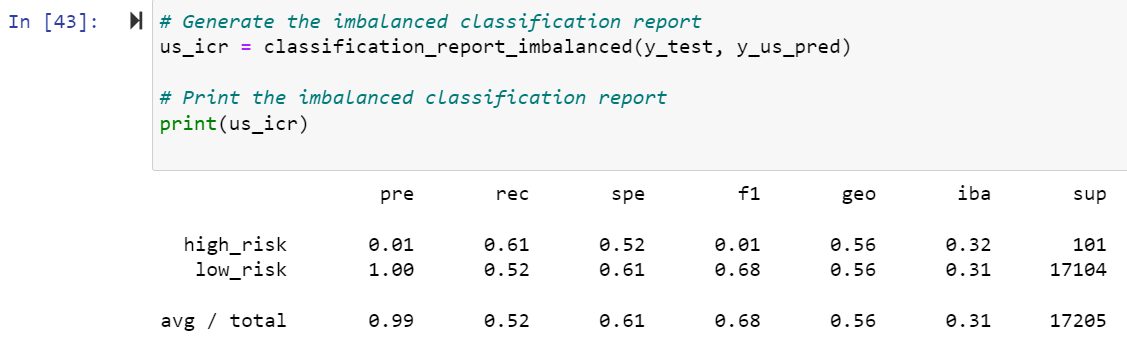 In [43]:
# Generate the imbalanced classification report
us_icr = classification_report_imbalanced(y_test, y_us_pred)
# Print the imbalanced classification report
print(us_icr)
pre rec spe f1 geo iba sup
high_risk 0.01 0.61 0.52 0.01 0.56 0.32 101
low_risk 1.00 0.52 0.61 0.68 0.56 0.31 17104
avg / total 0.99 0.52 0.61 0.68 0.56 0.31 17205